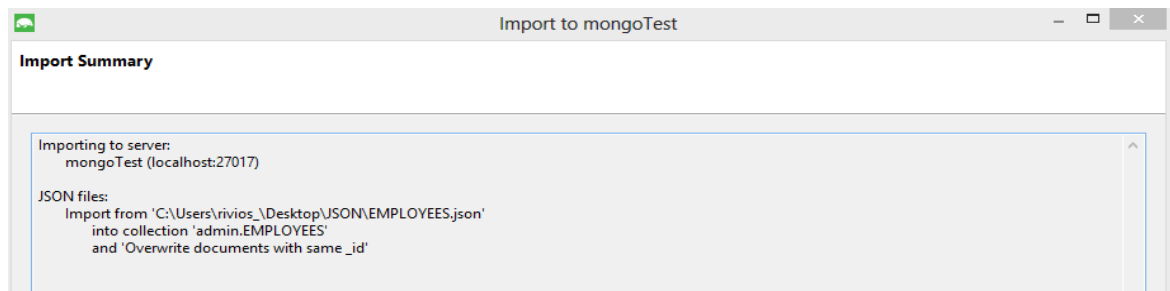 Import to mongoTest
Import Summary
Importing to server:
mongoTest (localhost:27017)
JSON files:
Import from 'C:\Users\rivios_\Desktop\JSON\EMPLOYEES.json'
into collection 'admin.EMPLOYEES'
and 'Overwrite documents with same _id'